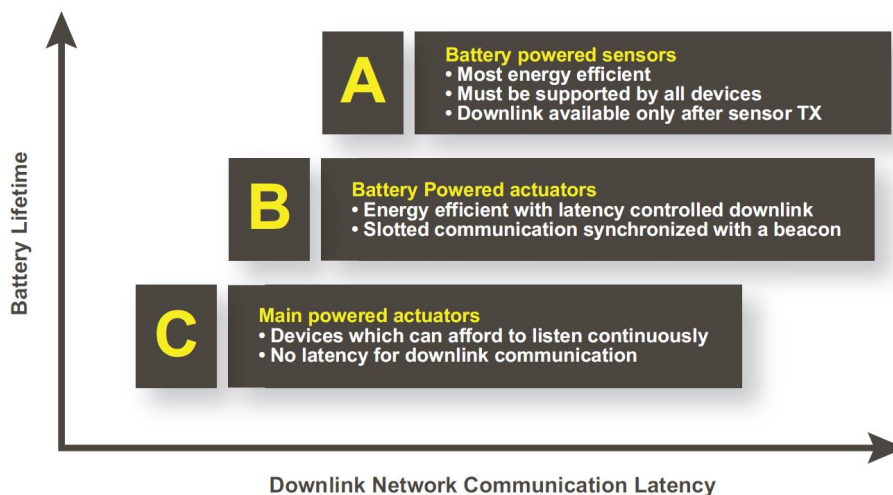 Battery Lifetime
A
Battery powered sensors
• Most energy efficient
• Must be supported by all devices
• Downlink available only after sensor TX
B
Battery Powered actuators
• Energy efficient with latency controlled downlink
• Slotted communication synchronized with a beacon
C
Main powered actuators
• Devices which can afford to listen continuously
• No latency for downlink communication
Downlink Network Communication Latency